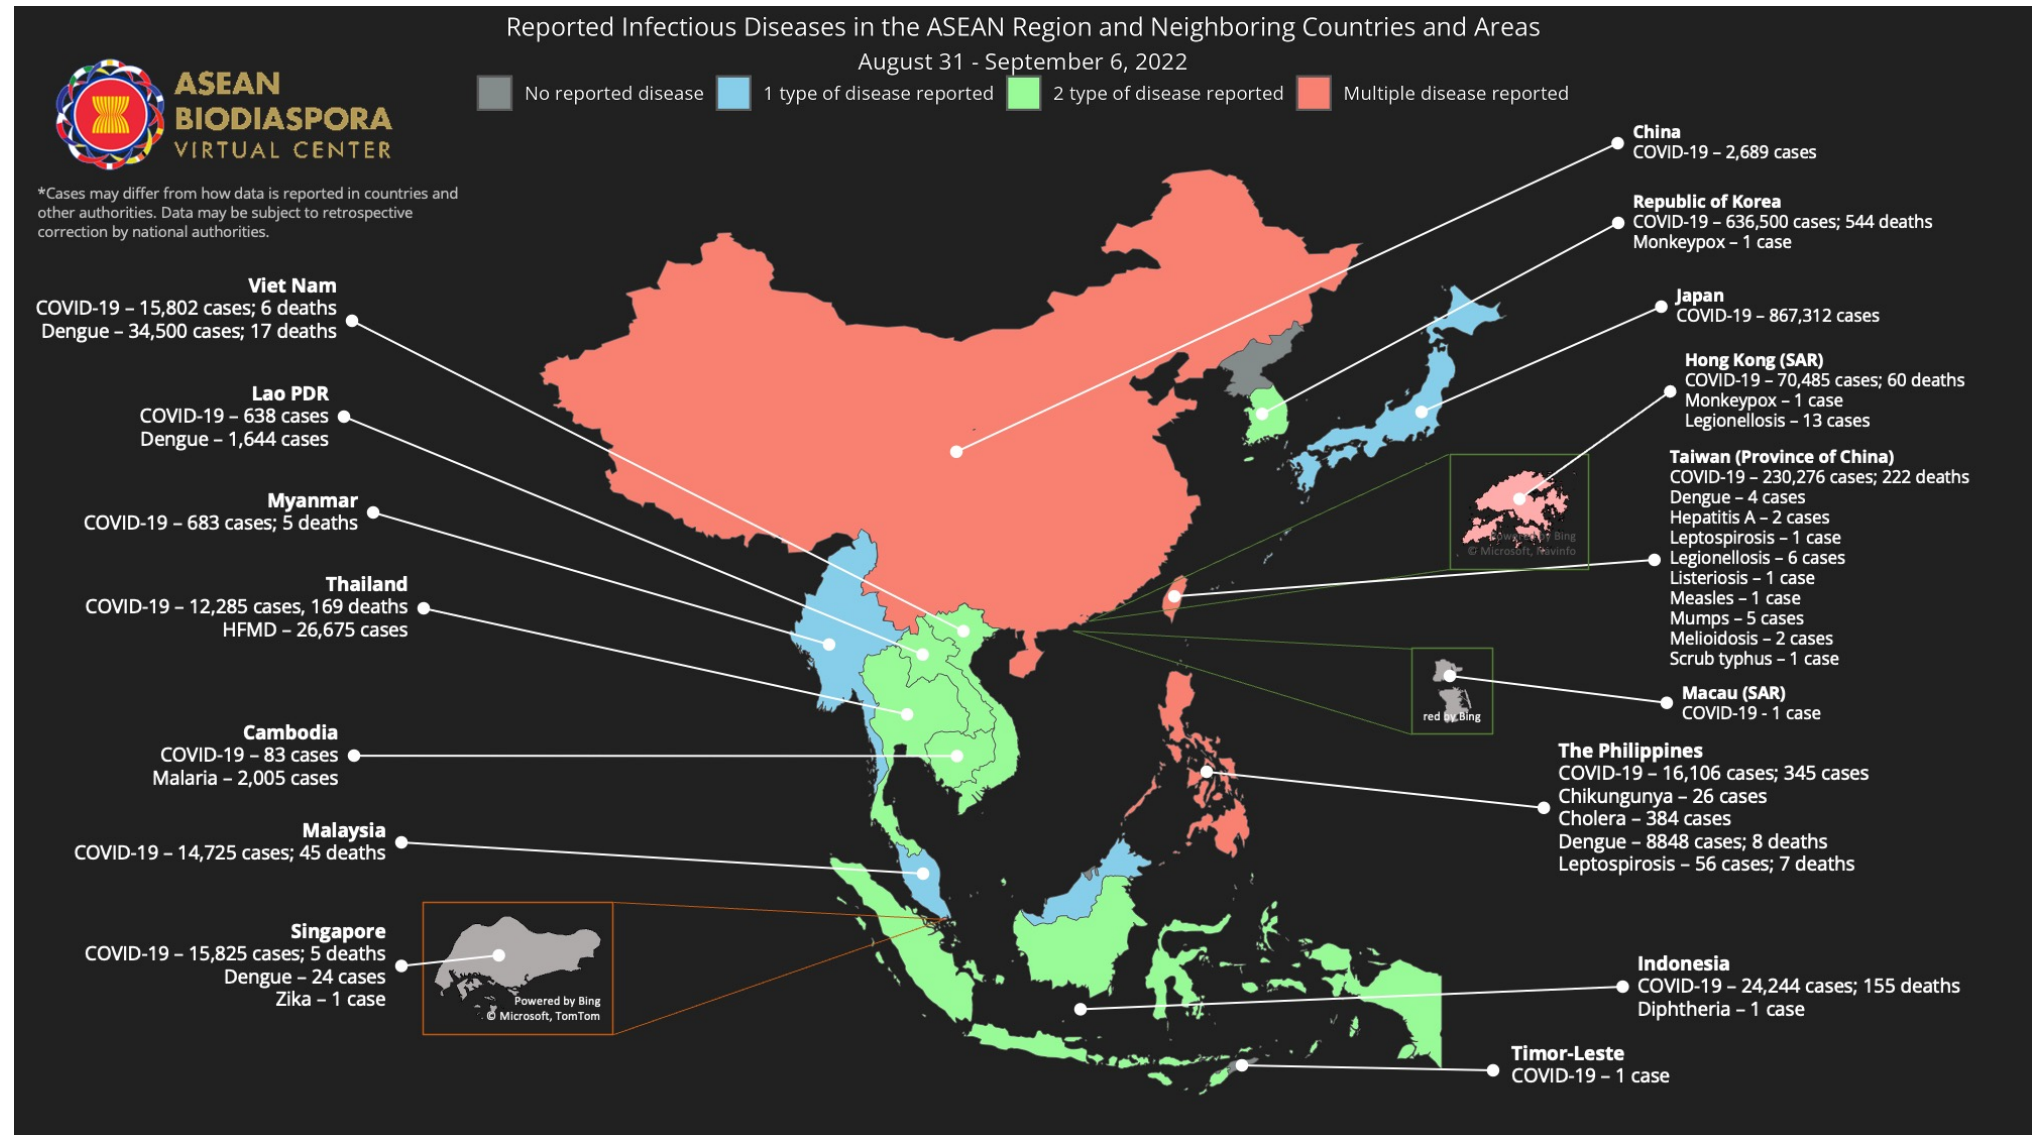 Reported Infectious Diseases in the ASEAN Region and Neighboring Countries and Areas
August 31 - September 6, 2022
No reported disease
1 type of disease reported
2 type of disease reported
Multiple disease reported
ASEAN
BIODIASPORA
VIRTUAL CENTER
*Cases may differ from how data is reported in countries and
other authorities. Data may be subject to retrospective
correction by national authorities.
Viet Nam
COVID-19 – 15,802 cases; 6 deaths
Dengue – 34,500 cases; 17 deaths
Lao PDR
COVID-19 – 638 cases
Dengue – 1,644 cases
Myanmar
COVID-19 – 683 cases; 5 deaths
Thailand
COVID-19 – 12,285 cases, 169 deaths
HFMD – 26,675 cases
Cambodia
COVID-19 – 83 cases
Malaria – 2,005 cases
Malaysia
COVID-19 – 14,725 cases; 45 deaths
Singapore
COVID-19 – 15,825 cases; 5 deaths
Dengue – 24 cases
Zika – 1 case
Powered by Bing
© Microsoft, TomTom
China
COVID-19 – 2,689 cases
Republic of Korea
COVID-19 – 636,500 cases; 544 deaths
Monkeypox – 1 case
Japan
COVID-19 – 867,312 cases
Hong Kong (SAR)
COVID-19 – 70,485 cases; 60 deaths
Monkeypox – 1 case
Legionellosis – 13 cases
Powered by Bing
© Microsoft, Navinfo
Taiwan (Province of China)
COVID-19 – 230,276 cases; 222 deaths
Dengue – 4 cases
Hepatitis A – 2 cases
Leptospirosis – 1 case
Legionellosis – 6 cases
Listeriosis – 1 case
Measles – 1 case
Mumps – 5 cases
Melioidosis – 2 cases
Scrub typhus – 1 case
Macau (SAR)
COVID-19 - 1 case
red by Bing
The Philippines
COVID-19 – 16,106 cases; 345 cases
Chikungunya – 26 cases
Cholera – 384 cases
Dengue – 8848 cases; 8 deaths
Leptospirosis – 56 cases; 7 deaths
Indonesia
COVID-19 – 24,244 cases; 155 deaths
Diphtheria – 1 case
Timor-Leste
COVID-19 – 1 case